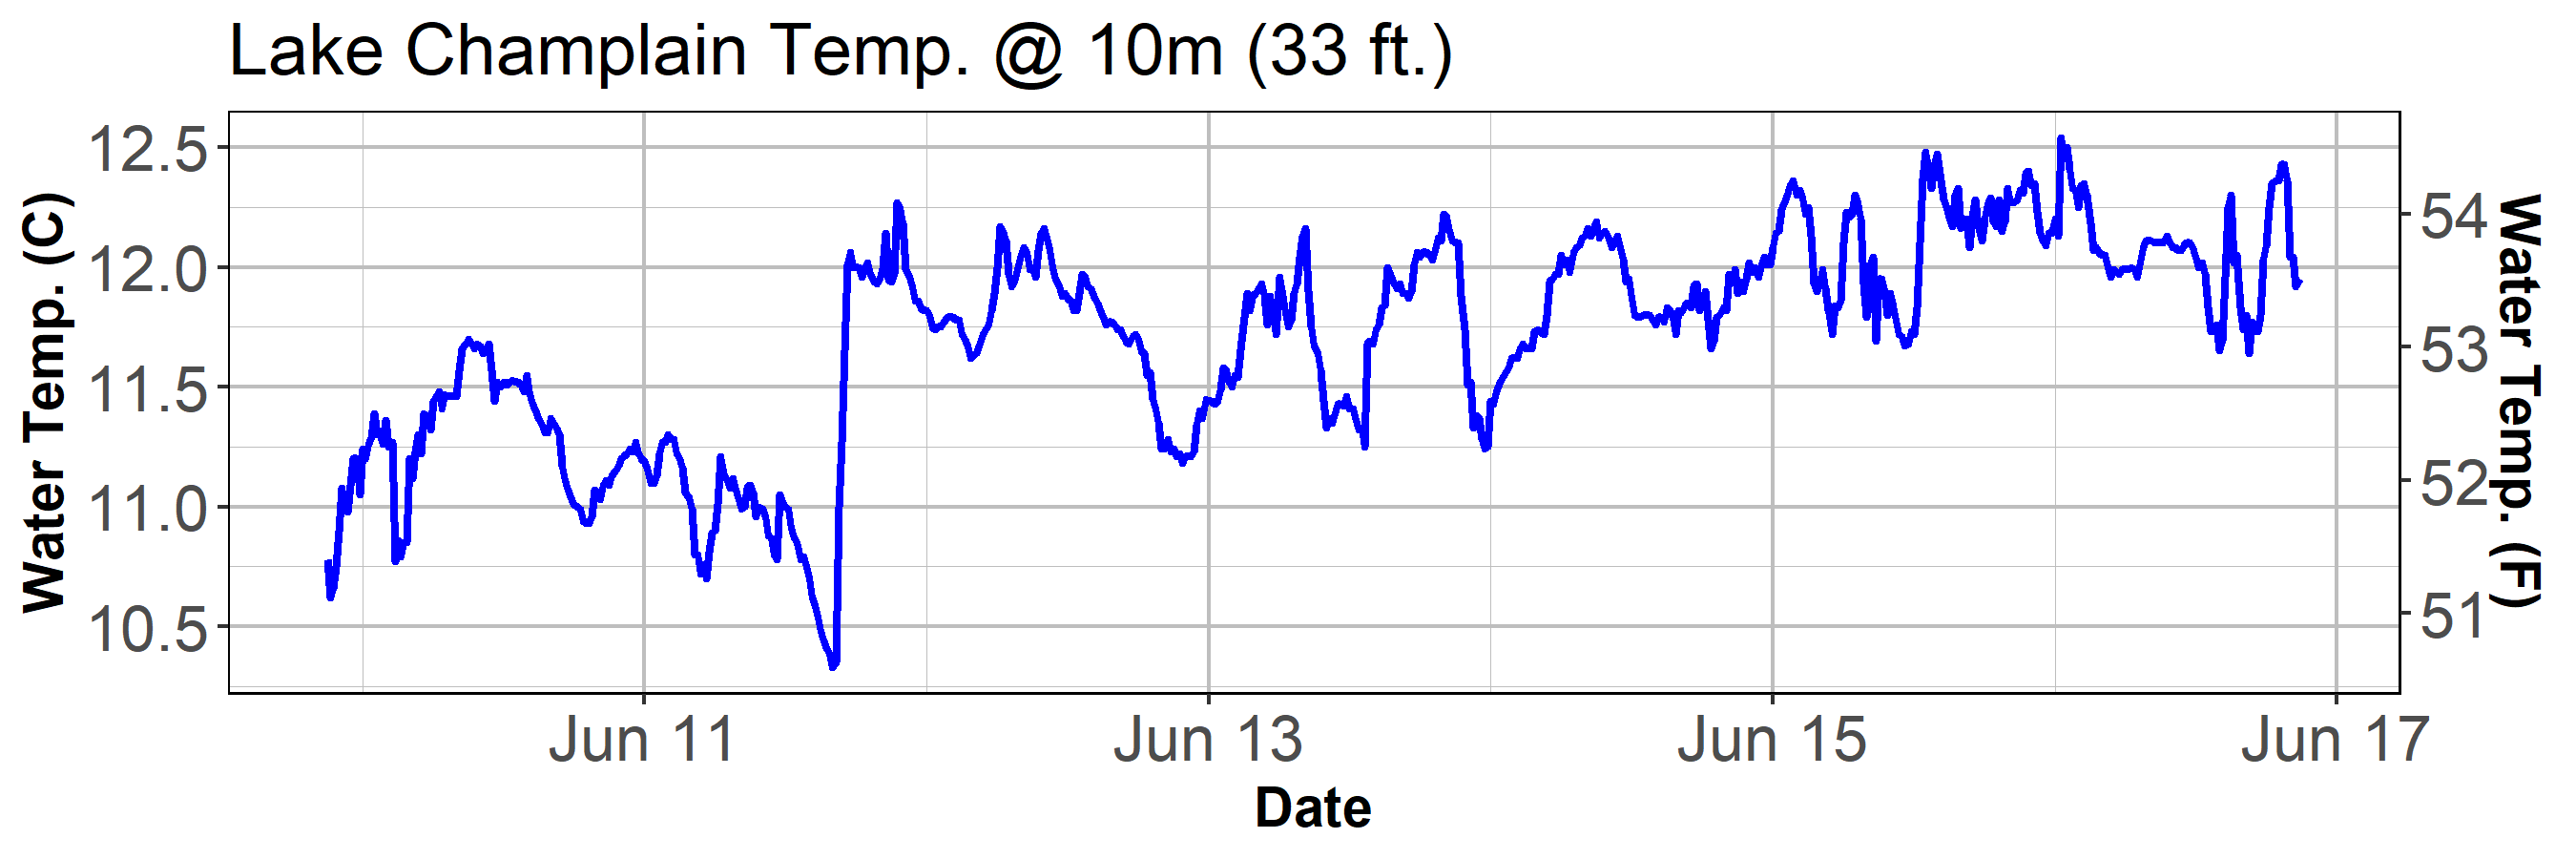 Lake Champlain Temp. @ 10m (33 ft.)
Water Temp. (C)
12.5
12.0
11.5
11.0
10.5
54
53
52
51
Water Temp. (F)
Jun 11
Jun 13
Jun 15
Jun 17
Date